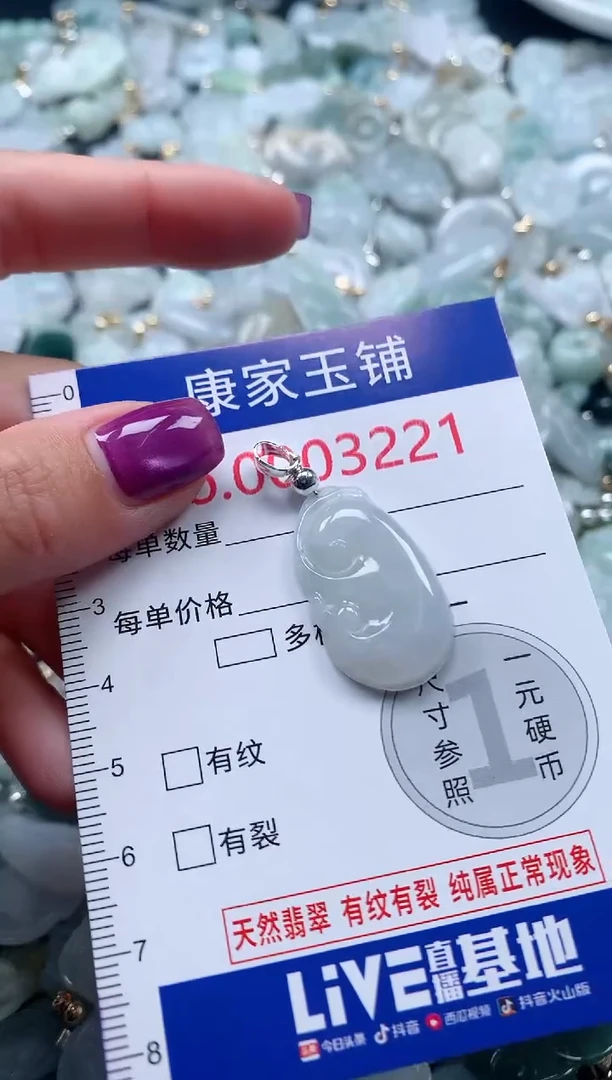 0
康家玉铺
03221
每单数量
3
每单价格
4
一元硬币
尺寸参照
1
5
有纹
6
有裂
天然翡翠 有纹有裂 纯属正常现象
7
LiVE直播基地
今日头条 抖音 西瓜视频 抖音火山版
8